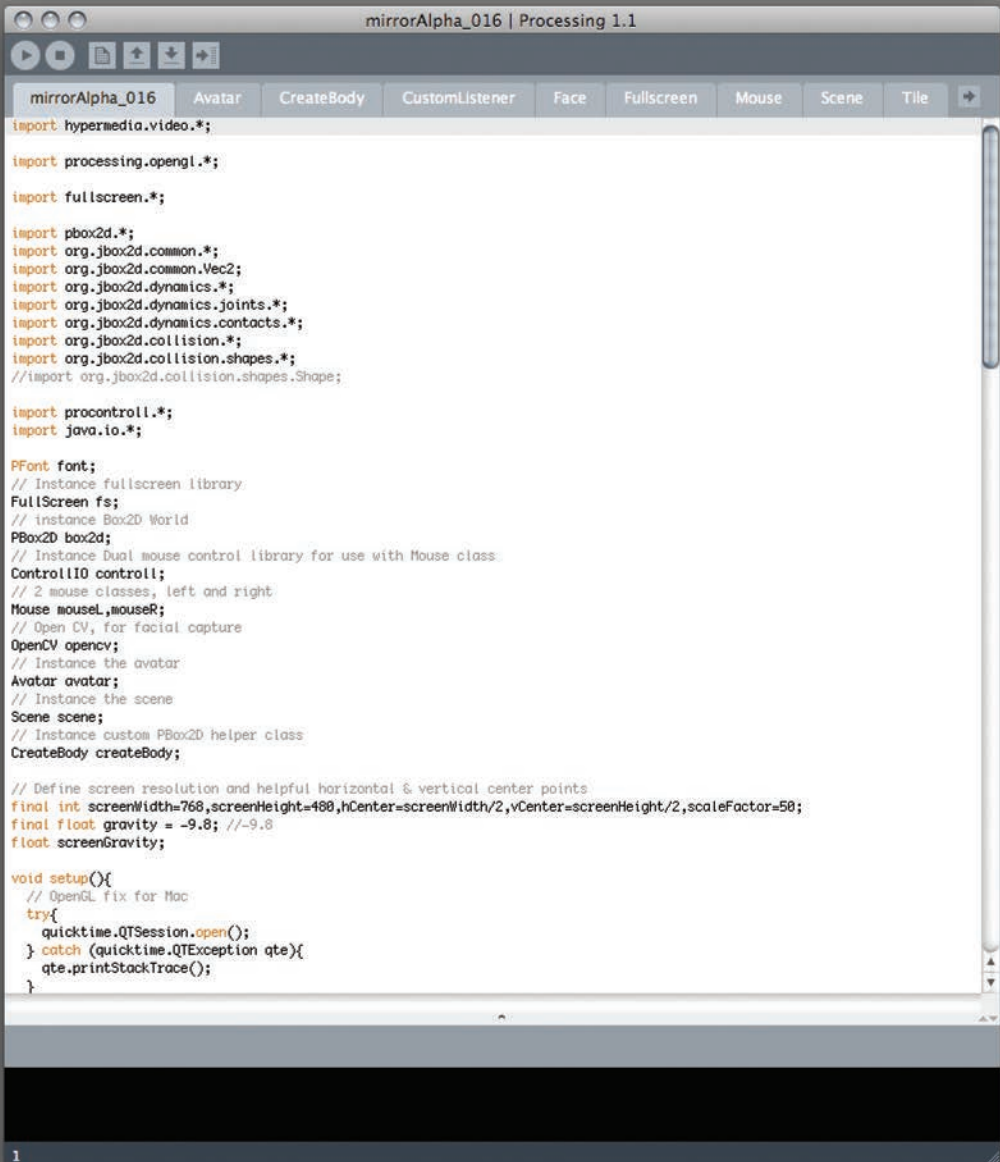 mirrorAlpha_016 | Processing 1.1
mirrorAlpha_016 Avatar CreateBody CustomListener Face Fullscreen Mouse Scene Tile
import hypermedia.video.*;
import processing.opengl.*;
import fullscreen.*;
import pbox2d.*;
import org.jbox2d.common.*;
import org.jbox2d.common.Vec2;
import org.jbox2d.dynamics.*;
import org.jbox2d.dynamics.joints.*;
import org.jbox2d.dynamics.contacts.*;
import org.jbox2d.collision.*;
import org.jbox2d.collision.shapes.*;
//import org.jbox2d.collision.shapes.Shape;
import procontroll.*;
import java.io.*;
PFont font;
// Instance fullscreen library
FullScreen fs;
// instance Box2D World
PBox2D box2d;
// Instance Dual mouse control library for use with Mouse class
ControllIO controll;
// 2 mouse classes, left and right
Mouse mouseL,mouseR;
// Open CV, for facial capture
OpenCV opencv;
// Instance the avatar
Avatar avatar;
// Instance the scene
Scene scene;
// Instance custom PBox2D helper class
CreateBody createBody;
// Define screen resolution and helpful horizontal & vertical center points
final int screenWidth=768,screenHeight=480,hCenter=screenWidth/2,vCenter=screenHeight/2,scaleFactor=50;
final float gravity = -9.8; //-9.8
float screenGravity;
void setup(){
  // OpenGL fix for Mac
  try{
    quicktime.QTSession.open();
  } catch (quicktime.QTException qte){
    qte.printStackTrace();
  }
1